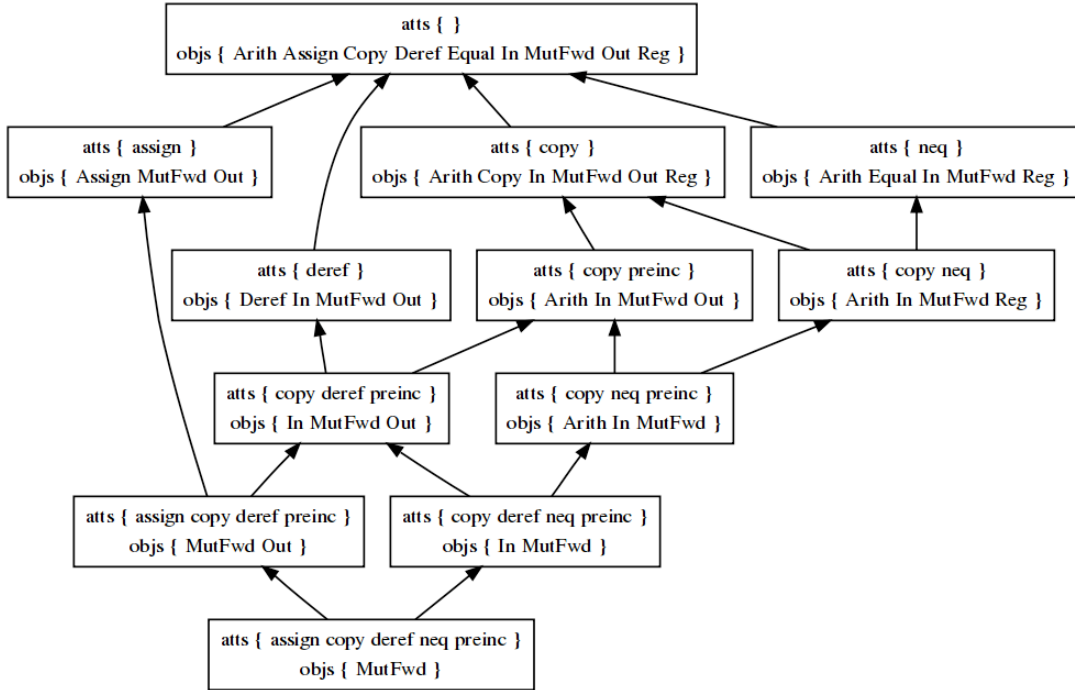 atts { }
objs { Arith Assign Copy Deref Equal In MutFwd Out Reg }
atts { assign }
objs { Assign MutFwd Out }
atts { copy }
objs { Arith Copy In MutFwd Out Reg }
atts { neq }
objs { Arith Equal In MutFwd Reg }
atts { deref }
objs { Deref In MutFwd Out }
atts { copy preinc }
objs { Arith In MutFwd Out }
atts { copy neq }
objs { Arith In MutFwd Reg }
atts { copy deref preinc }
objs { In MutFwd Out }
atts { copy neq preinc }
objs { Arith In MutFwd }
atts { assign copy deref preinc }
objs { MutFwd Out }
atts { copy deref neq preinc }
objs { In MutFwd }
atts { assign copy deref neq preinc }
objs { MutFwd }